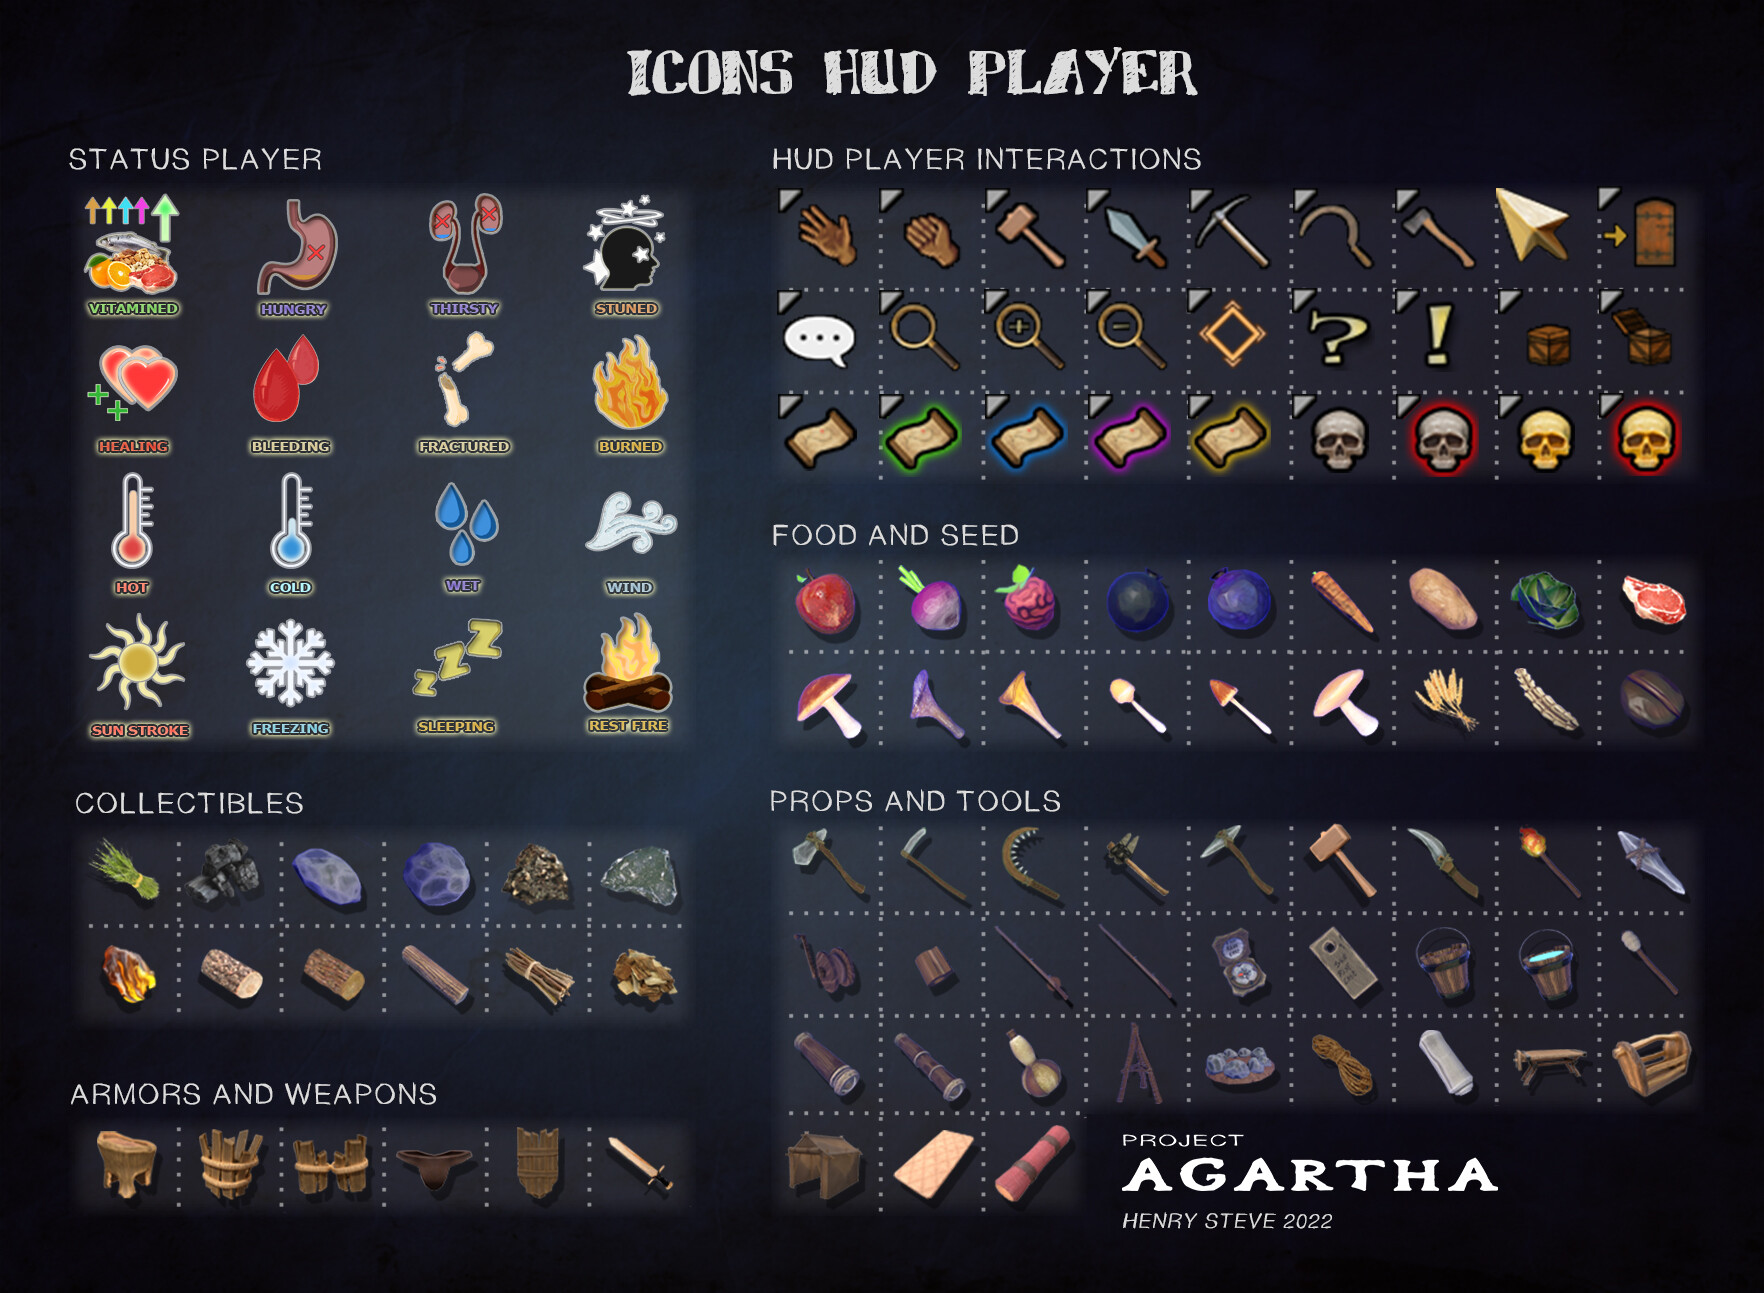 ICONS HUD PLAYER
STATUS PLAYER
VITAMINED
HUNGRY
THIRSTY
STUNED
HEALING
BLEEDING
FRACTURED
BURNED
HOT
COLD
WET
WIND
SUN STROKE
FREEZING
SLEEPING
REST FIRE
COLLECTIBLES
ARMORS AND WEAPONS
HUD PLAYER INTERACTIONS
?
!
FOOD AND SEED
PROPS AND TOOLS
PROJECT
AGARTHA
HENRY STEVE 2022